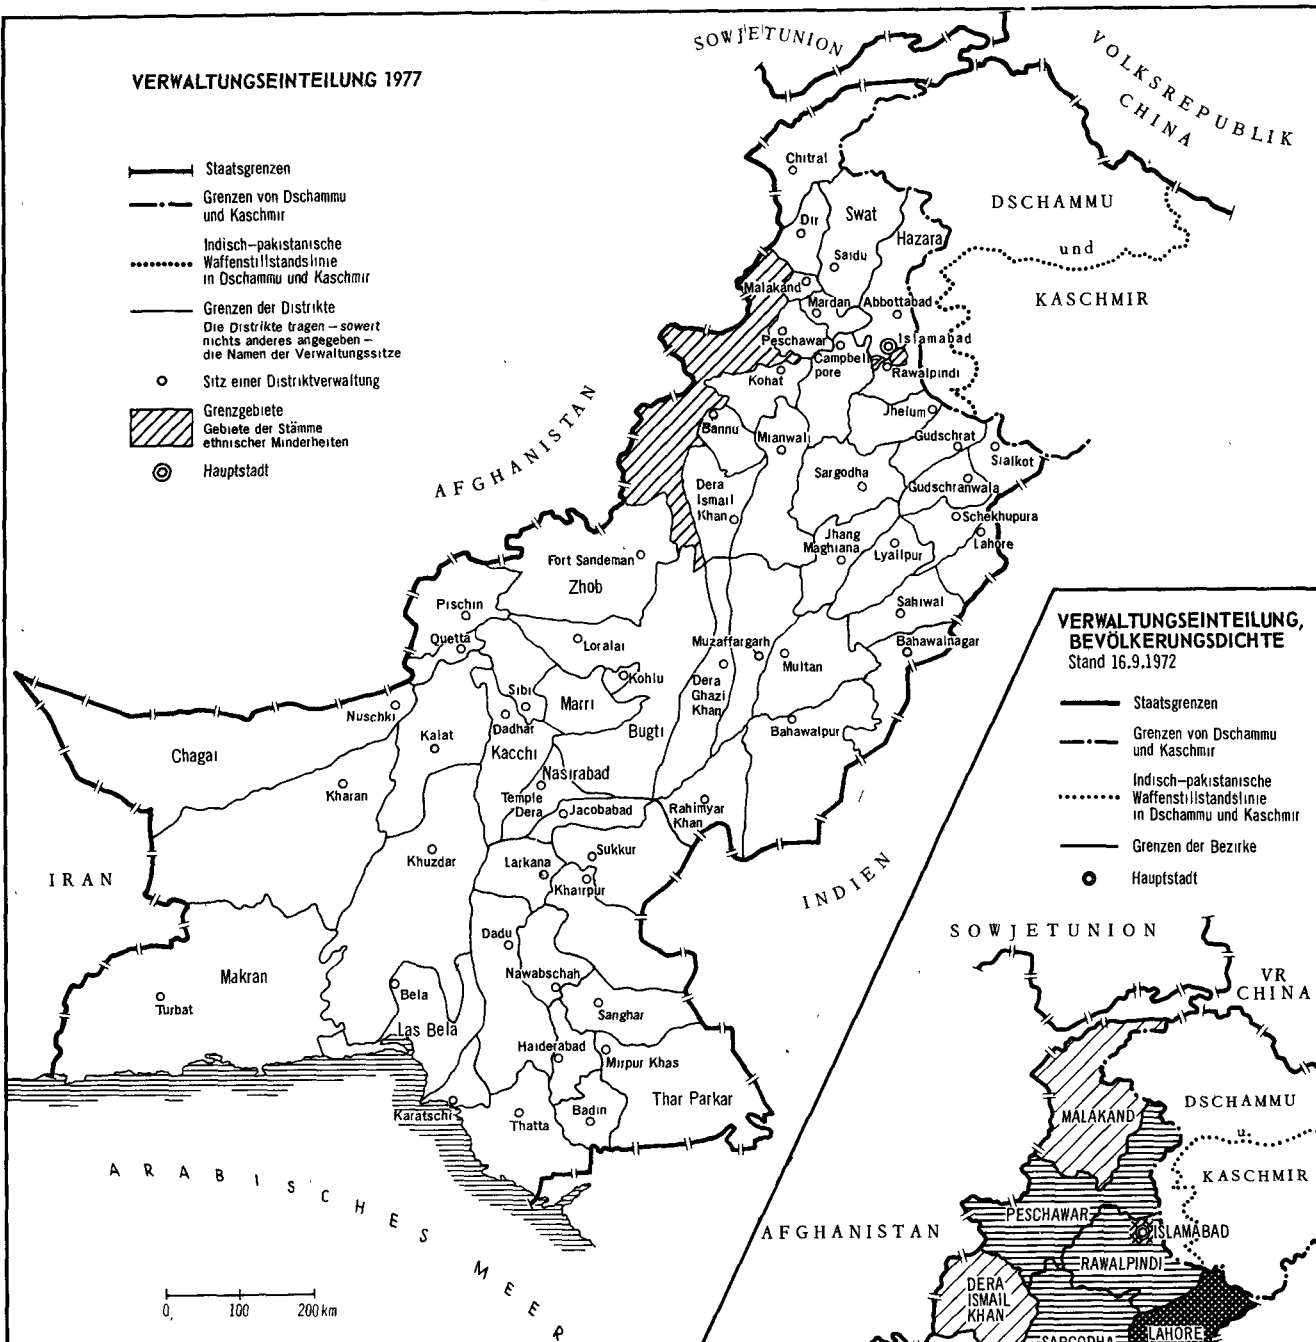 VERWALTUNGSEINTEILUNG 1977
Staatsgrenzen
Grenzen von Dschammu
und Kaschmir
Indisch-pakistanische
Waffenstillstandslinie
in Dschammu und Kaschmir
Grenzen der Distrikte
Die Distrikte tragen – soweit
nichts anderes angegeben –
die Namen der Verwaltungssitze
Sitz einer Distriktverwaltung
Grenzgebiete
Gebiete der Stämme
ethnischer Minderheiten
Hauptstadt
SOWJETUNION
VOLKSREPUBLIK
CHINA
DSCHAMMU
und
KASCHMIR
AFGHANISTAN
IRAN
INDIEN
ARABISCHES
MEER
Chitral
Dir
Swat
Hazara
Saidu
Malakand
Mardan
Abbottabad
Peschawar
Islamabad
Campbell
pore
Rawalpindi
Kohat
Jhelum
Bannu
Mianwali
Gudschrat
Sialkot
Sargodha
Gudschranwala
Dera
Ismail
Khan
Schekhupura
Lahore
Jhang
Maghiana
Lyallpur
Fort Sandeman
Zhob
Pischin
Sahiwal
Quetta
Loralai
Muzaffargarh
Bahawalnagar
Multan
Kohlu
Dera
Ghazi
Khan
Sibi
Marri
Nuschki
Dadhar
Bugti
Bahawalpur
Chagai
Kalat
Kacchi
Nasirabad
Kharan
Temple
Dera
Jacobabad
Rahimyar
Khan
Khuzdar
Larkana
Sukkur
Khairpur
Dadu
Makran
Nawabschah
Turbat
Bela
Sanghar
Las Bela
Haiderabad
Mirpur Khas
Karatschi
Thatta
Badin
Thar Parkar
0,
100
200 km
VERWALTUNGSEINTEILUNG,
BEVÖLKERUNGSDICHTE
Stand 16.9.1972
Staatsgrenzen
Grenzen von Dschammu
und Kaschmir
Indisch-pakistanische
Waffenstillstandslinie
in Dschammu und Kaschmir
Grenzen der Bezirke
Hauptstadt
SOWJETUNION
VR
CHINA
DSCHAMMU
u.
KASCHMIR
MALAKAND
PESCHAWAR
AFGHANISTAN
ISLAMABAD
RAWALPINDI
DERA
ISMAIL
KHAN
LAHORE
SARGODHA